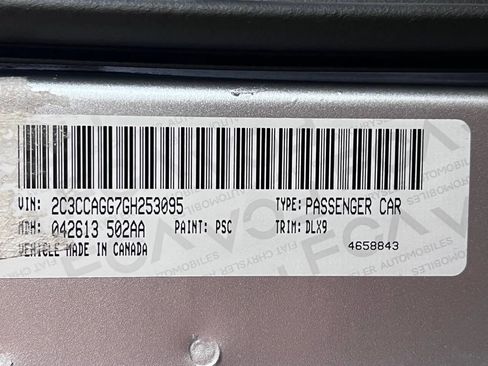 VIN: 2C3CCAGG7GH253095 TYPE: PASSENGER CAR
MDH: 042613 502AA PAINT: PSC TRIM: DLX9
VEHICLE MADE IN CANADA 4658843